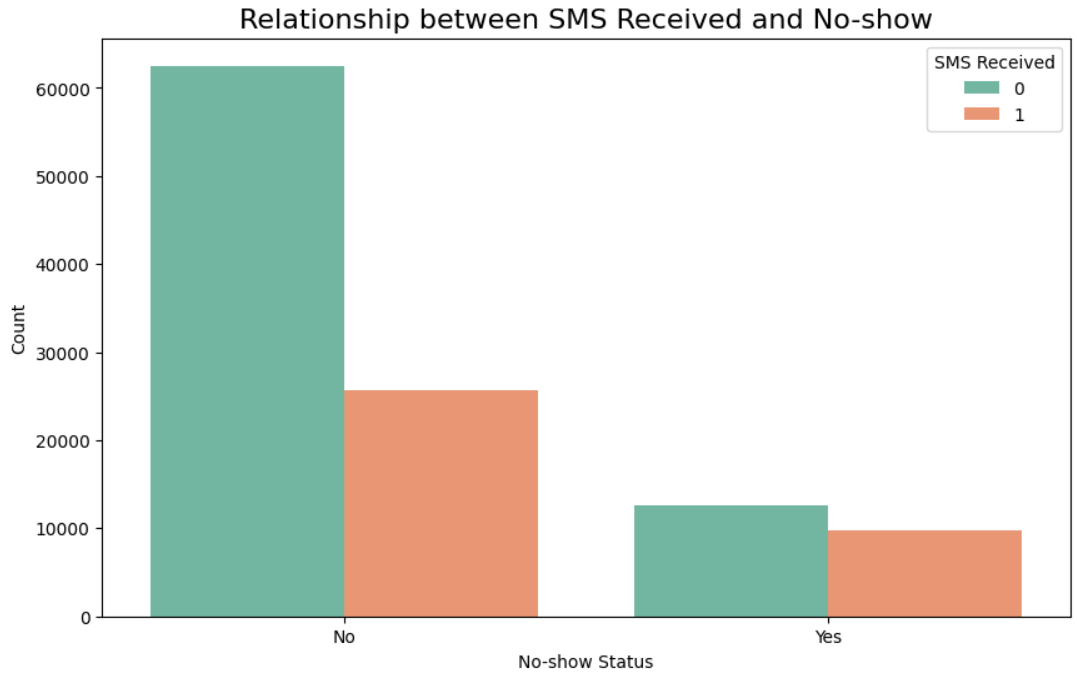 Relationship between SMS Received and No-show
SMS Received
0
1
60000
50000
40000
30000
20000
10000
0
Count
No
Yes
No-show Status